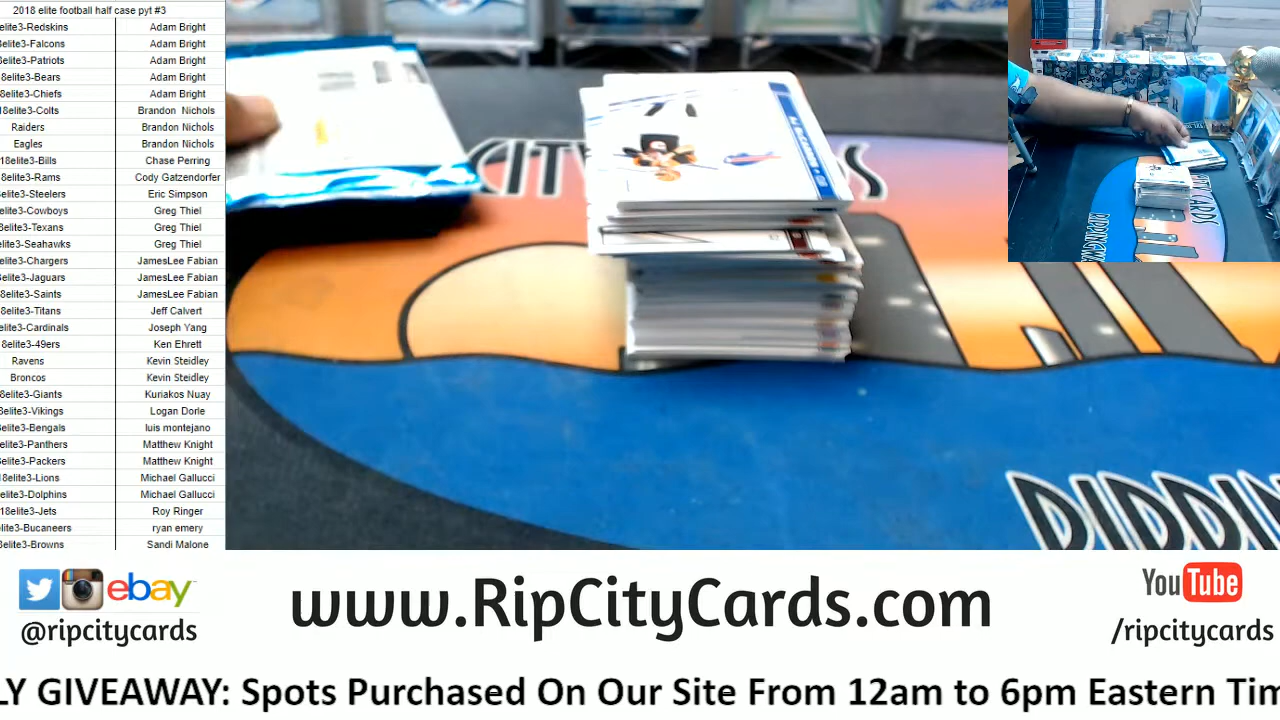 2018 elite football half case pyt #3
elite3-Redskins Adam Bright
elite3-Falcons Adam Bright
elite3-Patriots Adam Bright
8elite3-Bears Adam Bright
8elite3-Chiefs Adam Bright
18elite3-Colts Brandon Nichols
Raiders Brandon Nichols
Eagles Brandon Nichols
18elite3-Bills Chase Perring
8elite3-Rams Cody Gatzendorfer
elite3-Steelers Eric Simpson
elite3-Cowboys Greg Thiel
elite3-Texans Greg Thiel
elite3-Seahawks Greg Thiel
elite3-Chargers JamesLee Fabian
elite3-Jaguars JamesLee Fabian
8elite3-Saints JamesLee Fabian
8elite3-Titans Jeff Calvert
elite3-Cardinals Joseph Yang
8elite3-49ers Ken Ehrett
Ravens Kevin Steidley
Broncos Kevin Steidley
8elite3-Giants Kuriakos Nuay
elite3-Vikings Logan Dorle
elite3-Bengals luis montejano
elite3-Panthers Matthew Knight
elite3-Packers Matthew Knight
18elite3-Lions Michael Gallucci
elite3-Dolphins Michael Gallucci
18elite3-Jets Roy Ringer
lite3-Bucaneers ryan emery
elite3-Browns Sandi Malone
CITY CARDS
RIPPIN
ebay
@ripcitycards
www.RipCityCards.com
YouTube
/ripcitycards
LY GIVEAWAY: Spots Purchased On Our Site From 12am to 6pm Eastern Tim